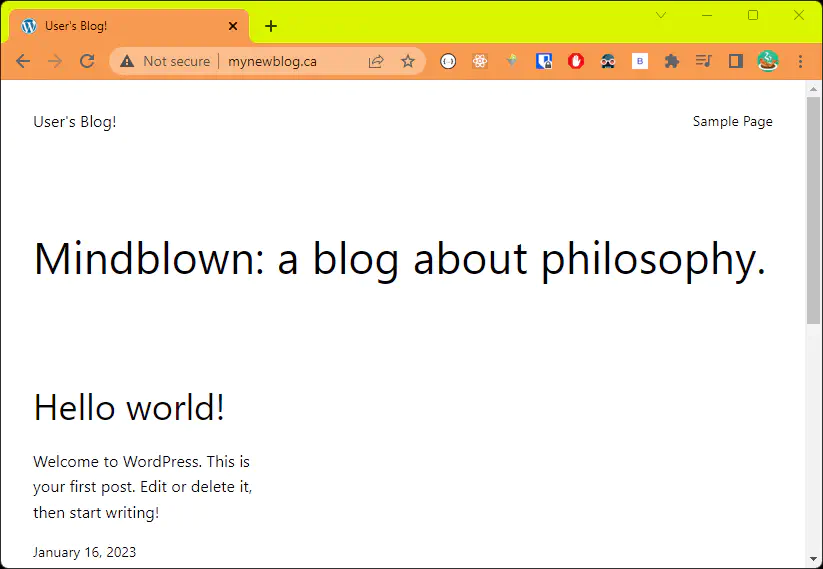 User's Blog!
Not secure | mynewblog.ca
B
User's Blog!
Sample Page
Mindblown: a blog about philosophy.
Hello world!
Welcome to WordPress. This is
your first post. Edit or delete it,
then start writing!
January 16, 2023